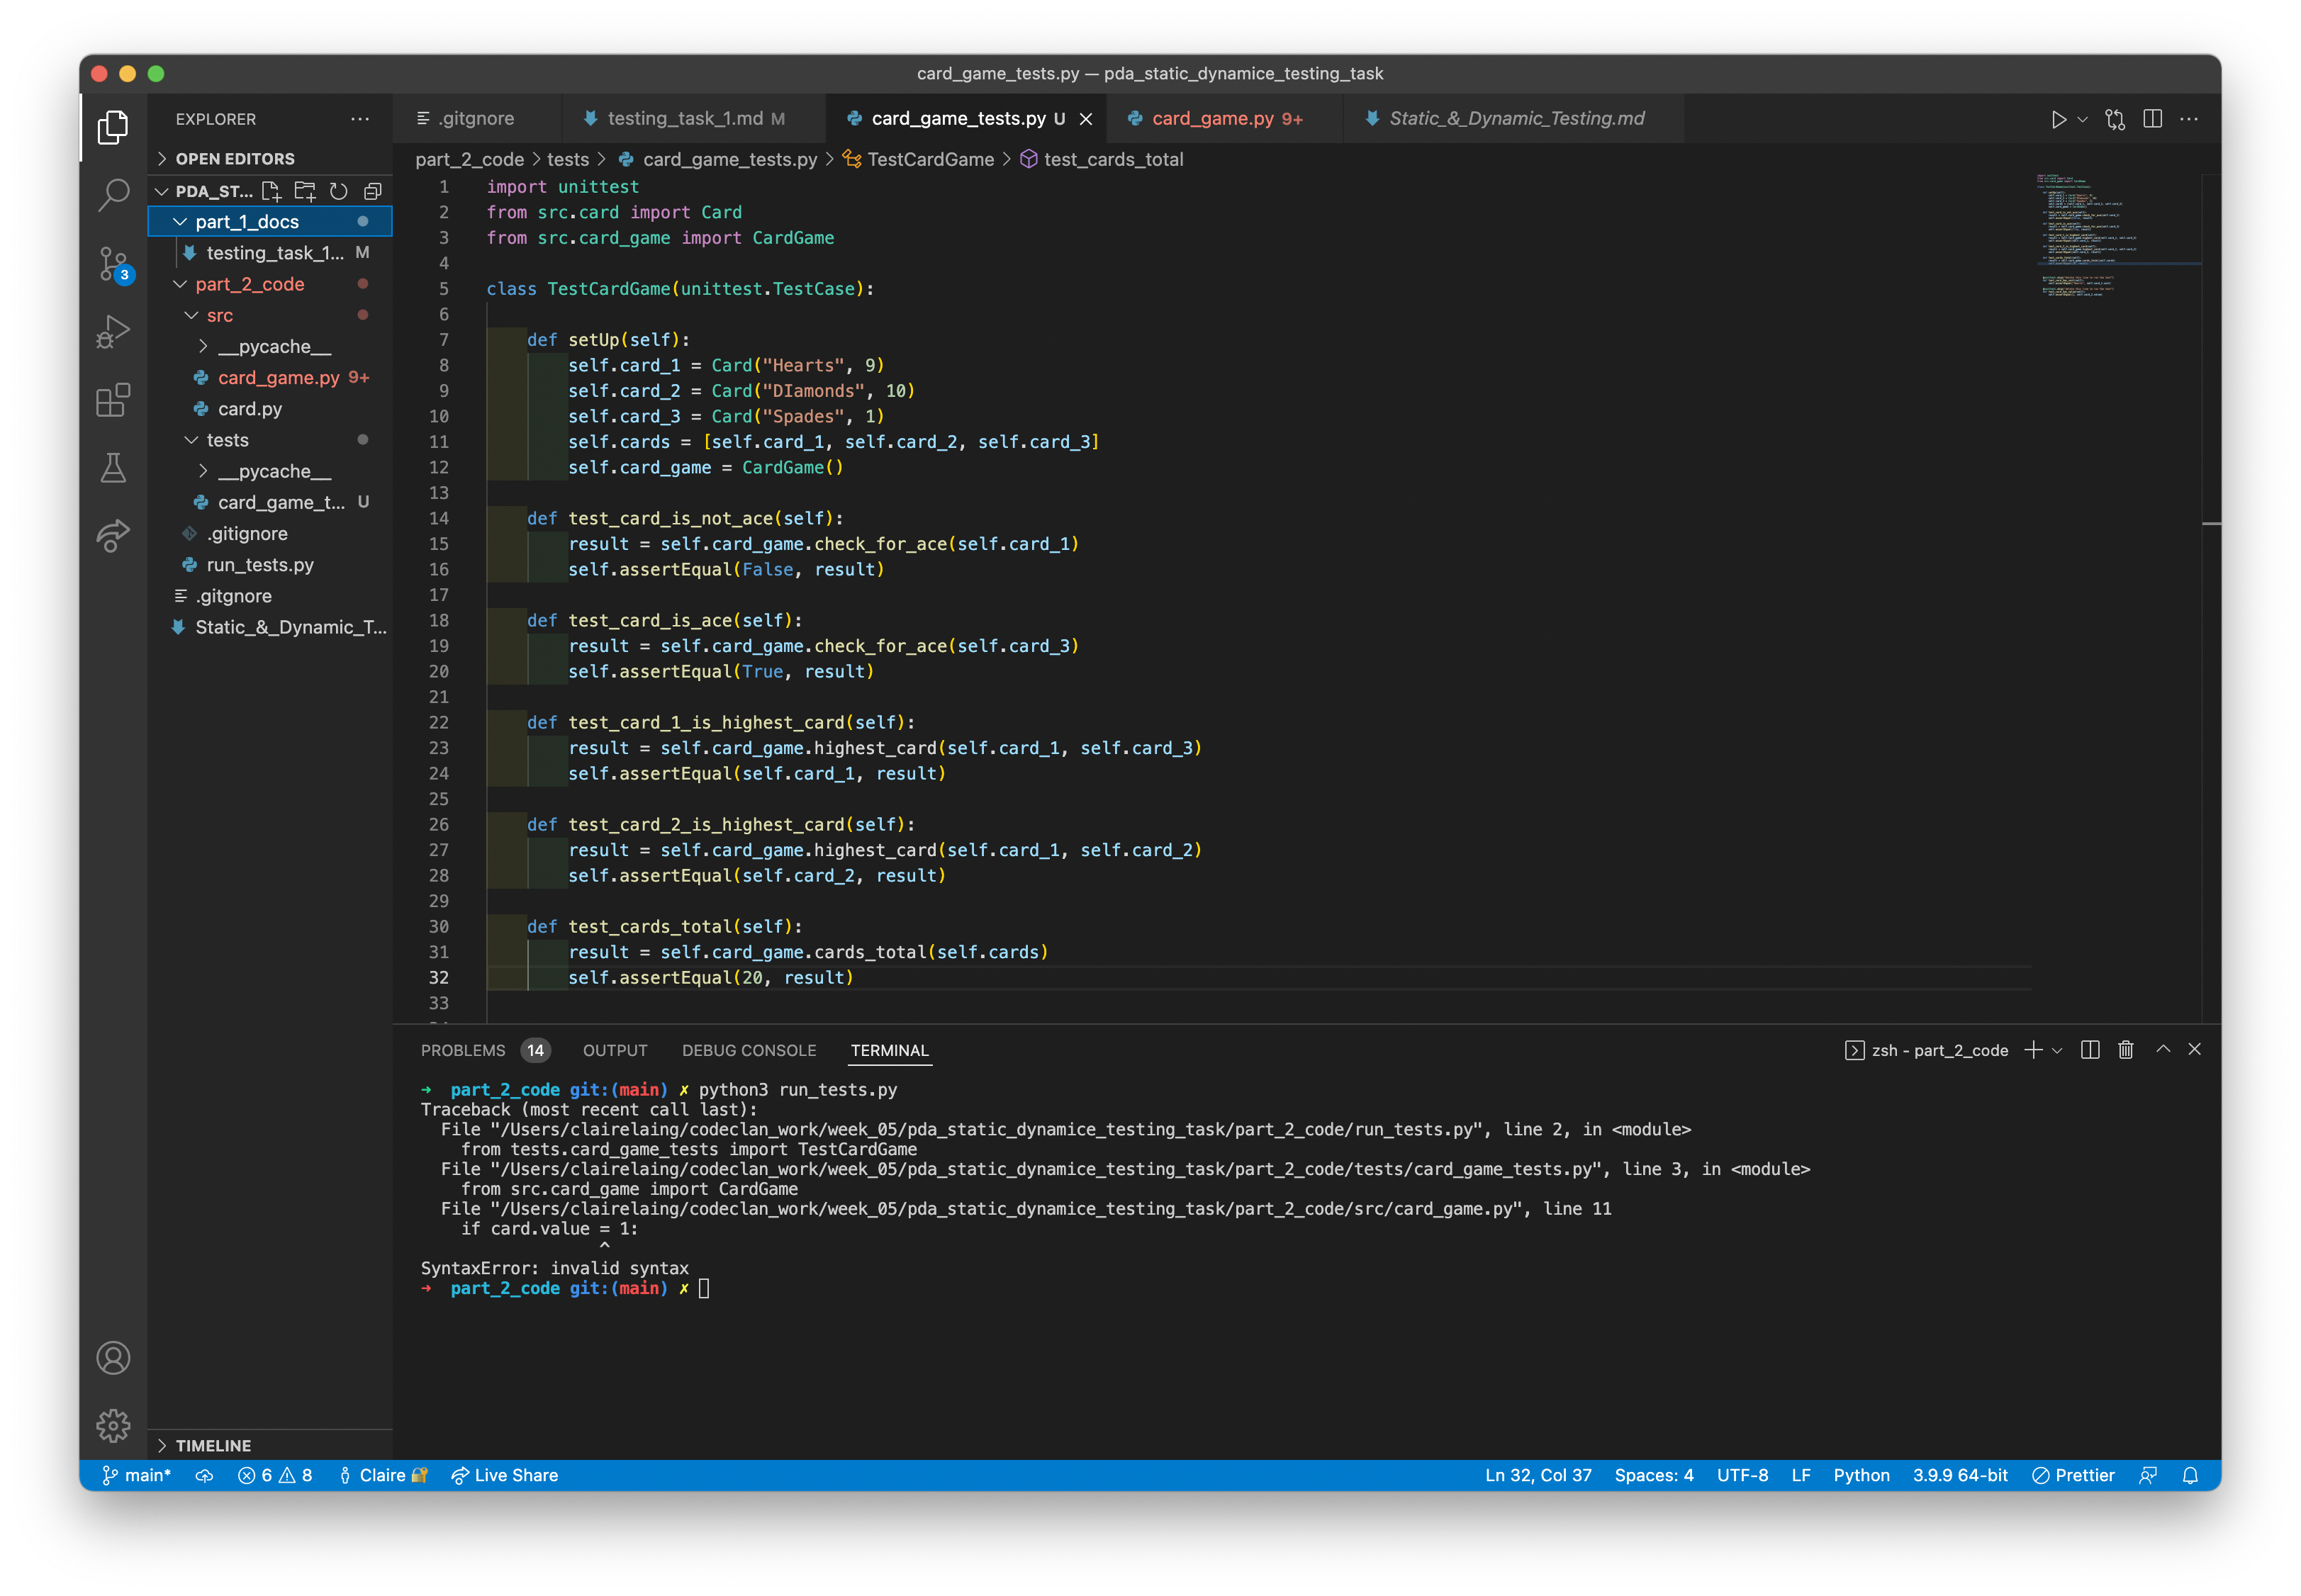 card_game_tests.py — pda_static_dynamice_testing_task
EXPLORER
.gitgnore
testing_task_1.md M
card_game_tests.py U
card_game.py 9+
Static_&_Dynamic_Testing.md
OPEN EDITORS
PDA_ST...
part_1_docs
testing_task_1... M
part_2_code
src
__pycache__
card_game.py 9+
card.py
tests
__pycache__
card_game_t... U
.gitignore
run_tests.py
.gitgnore
Static_&_Dynamic_T...
TIMELINE
3
part_2_code > tests > card_game_tests.py > TestCardGame > test_cards_total
1 import unittest
2 from src.card import Card
3 from src.card_game import CardGame
4
5 class TestCardGame(unittest.TestCase):
6
7 def setUp(self):
8 self.card_1 = Card("Hearts", 9)
9 self.card_2 = Card("DIamonds", 10)
10 self.card_3 = Card("Spades", 1)
11 self.cards = [self.card_1, self.card_2, self.card_3]
12 self.card_game = CardGame()
13
14 def test_card_is_not_ace(self):
15 result = self.card_game.check_for_ace(self.card_1)
16 self.assertEqual(False, result)
17
18 def test_card_is_ace(self):
19 result = self.card_game.check_for_ace(self.card_3)
20 self.assertEqual(True, result)
21
22 def test_card_1_is_highest_card(self):
23 result = self.card_game.highest_card(self.card_1, self.card_3)
24 self.assertEqual(self.card_1, result)
25
26 def test_card_2_is_highest_card(self):
27 result = self.card_game.highest_card(self.card_1, self.card_2)
28 self.assertEqual(self.card_2, result)
29
30 def test_cards_total(self):
31 result = self.card_game.cards_total(self.cards)
32 self.assertEqual(20, result)
33
PROBLEMS 14 OUTPUT DEBUG CONSOLE TERMINAL
zsh - part_2_code
➜ part_2_code git:(main) ✗ python3 run_tests.py
Traceback (most recent call last):
File "/Users/clairelaing/codeclan_work/week_05/pda_static_dynamice_testing_task/part_2_code/run_tests.py", line 2, in <module>
from tests.card_game_tests import TestCardGame
File "/Users/clairelaing/codeclan_work/week_05/pda_static_dynamice_testing_task/part_2_code/tests/card_game_tests.py", line 3, in <module>
from src.card_game import CardGame
File "/Users/clairelaing/codeclan_work/week_05/pda_static_dynamice_testing_task/part_2_code/src/card_game.py", line 11
if card.value = 1:
^
SyntaxError: invalid syntax
➜ part_2_code git:(main) ✗
main* 6 8 Claire Live Share
Ln 32, Col 37 Spaces: 4 UTF-8 LF Python 3.9.9 64-bit Prettier